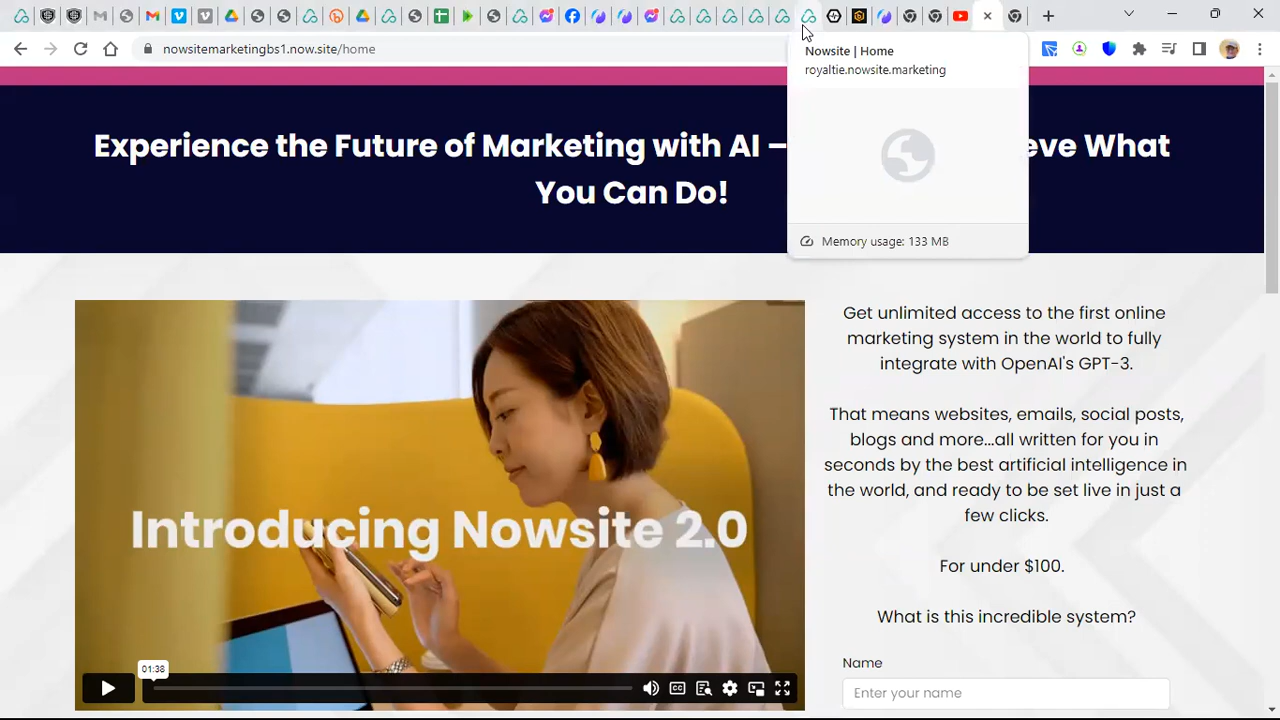 nowsitemarketingbs1.now.site/home
Nowsite | Home
royaltie.nowsite.marketing
Memory usage: 133 MB
Experience the Future of Marketing with AI – eve What
You Can Do!
Introducing Nowsite 2.0
01:38
CC
Get unlimited access to the first online
marketing system in the world to fully
integrate with OpenAI's GPT-3.
That means websites, emails, social posts,
blogs and more...all written for you in
seconds by the best artificial intelligence in
the world, and ready to be set live in just a
few clicks.
For under $100.
What is this incredible system?
Name
Enter your name